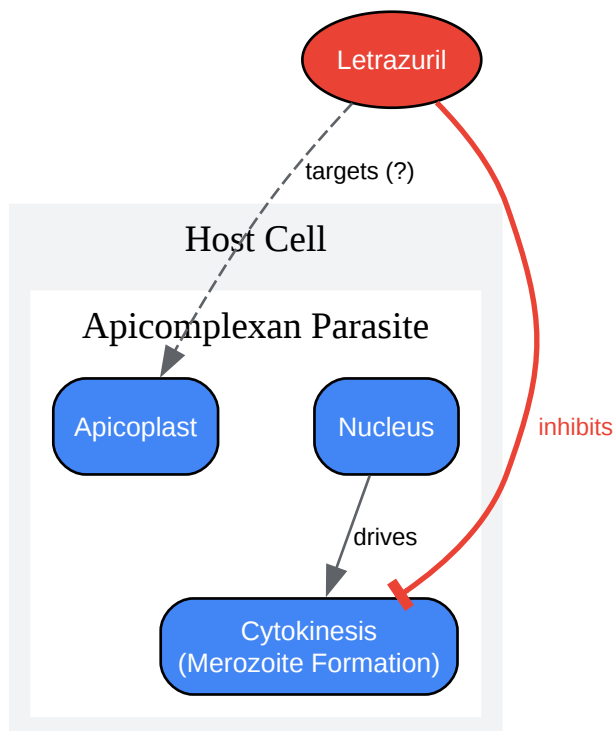 Letrazuril
targets (?)
Host Cell
Apicomplexan Parasite
Apicoplast
Nucleus
inhibits
drives
Cytokinesis
(Merozoite Formation)